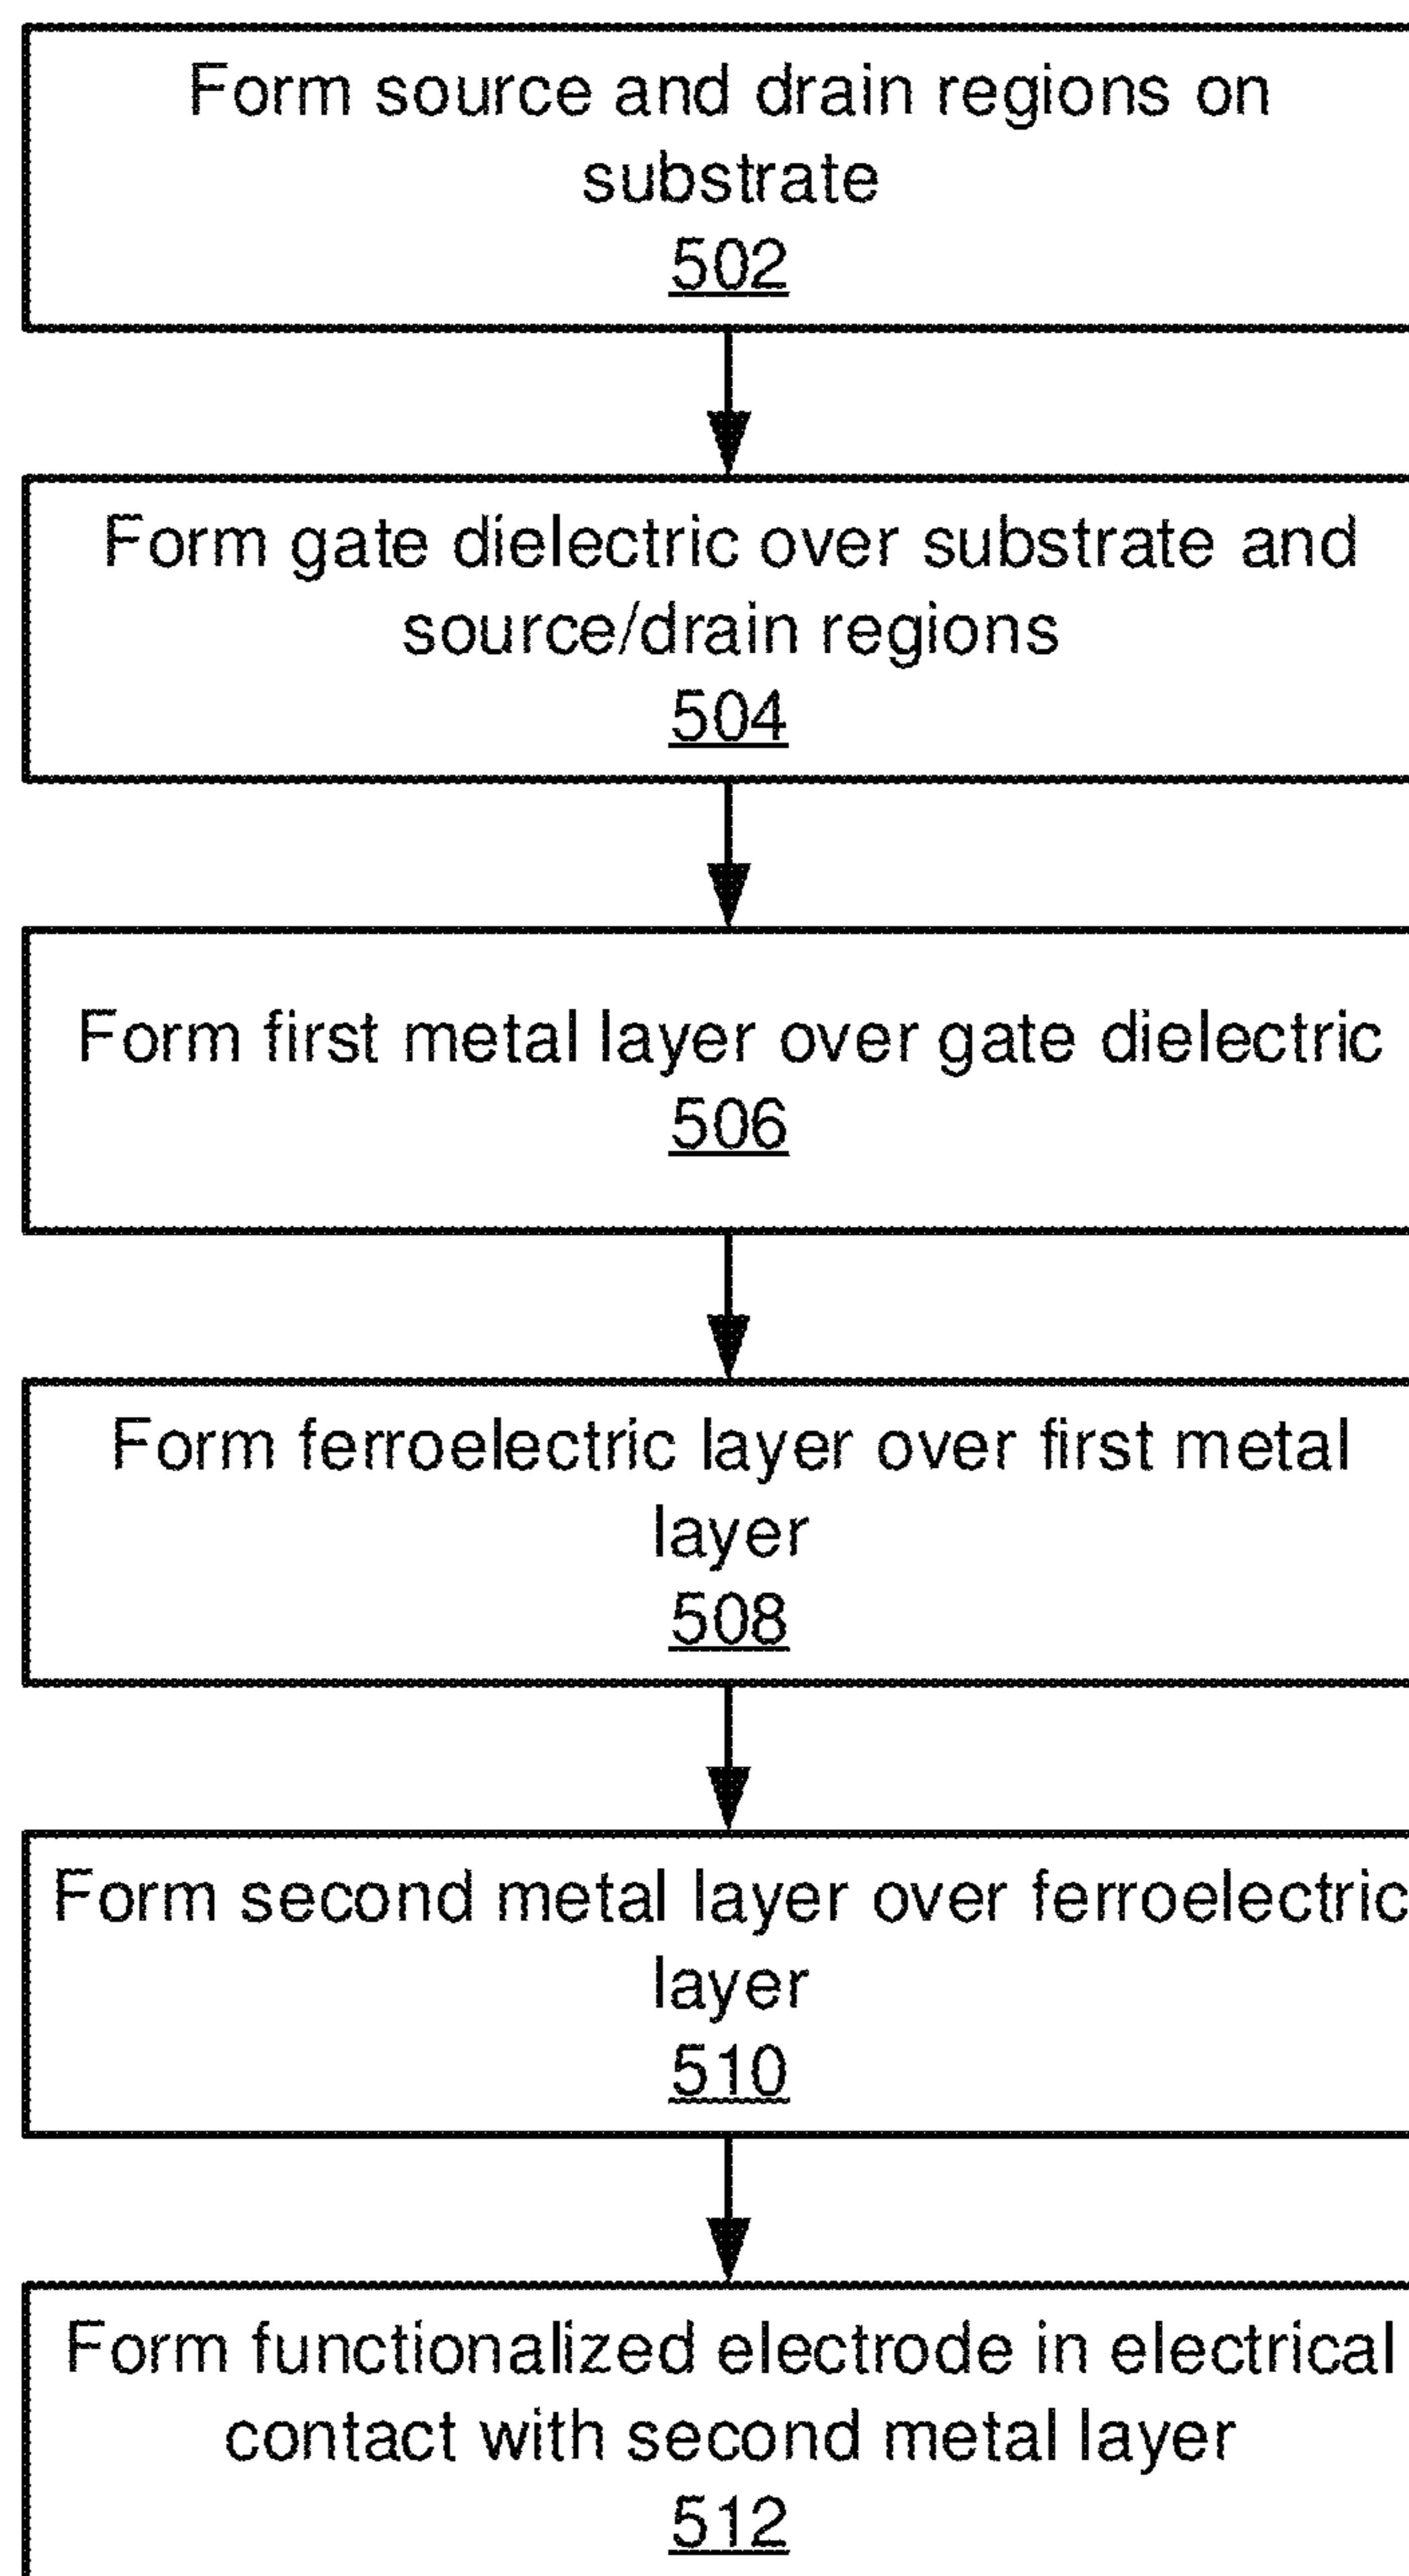 Form source and drain regions on
substrate
502
Form gate dielectric over substrate and
source/drain regions
504
Form first metal layer over gate dielectric
506
Form ferroelectric layer over first metal
layer
508
Form second metal layer over ferroelectric
layer
510
Form functionalized electrode in electrical
contact with second metal layer
512